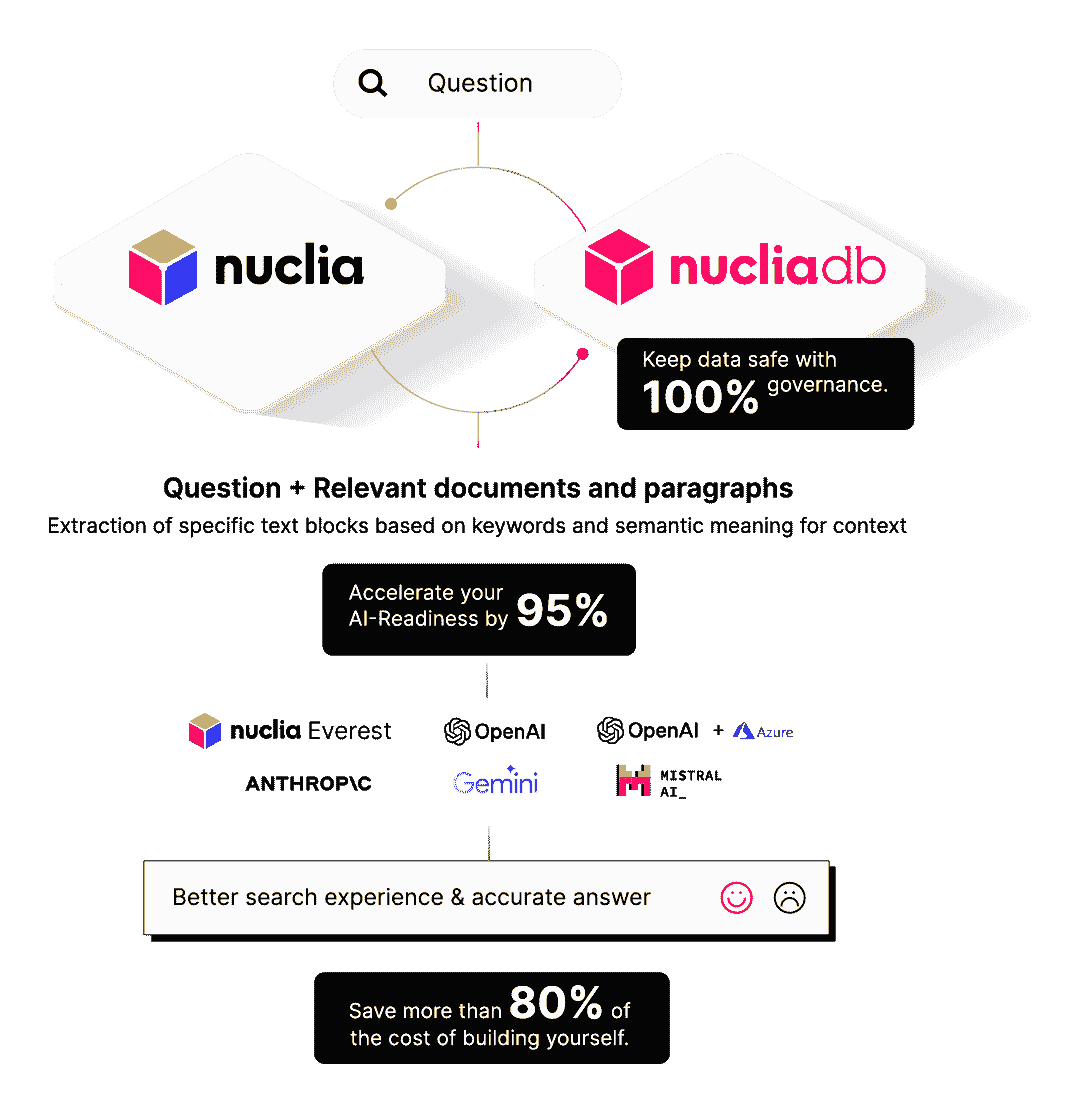 Question
nuclia
nucliadb
Keep data safe with
100% governance.
Question + Relevant documents and paragraphs
Extraction of specific text blocks based on keywords and semantic meaning for context
Accelerate your
AI-Readiness by 95%
nuclia Everest
OpenAI
OpenAI + Azure
ANTHROP\C
Gemini
MISTRAL
AI_
Better search experience & accurate answer
Save more than 80% of
the cost of building yourself.